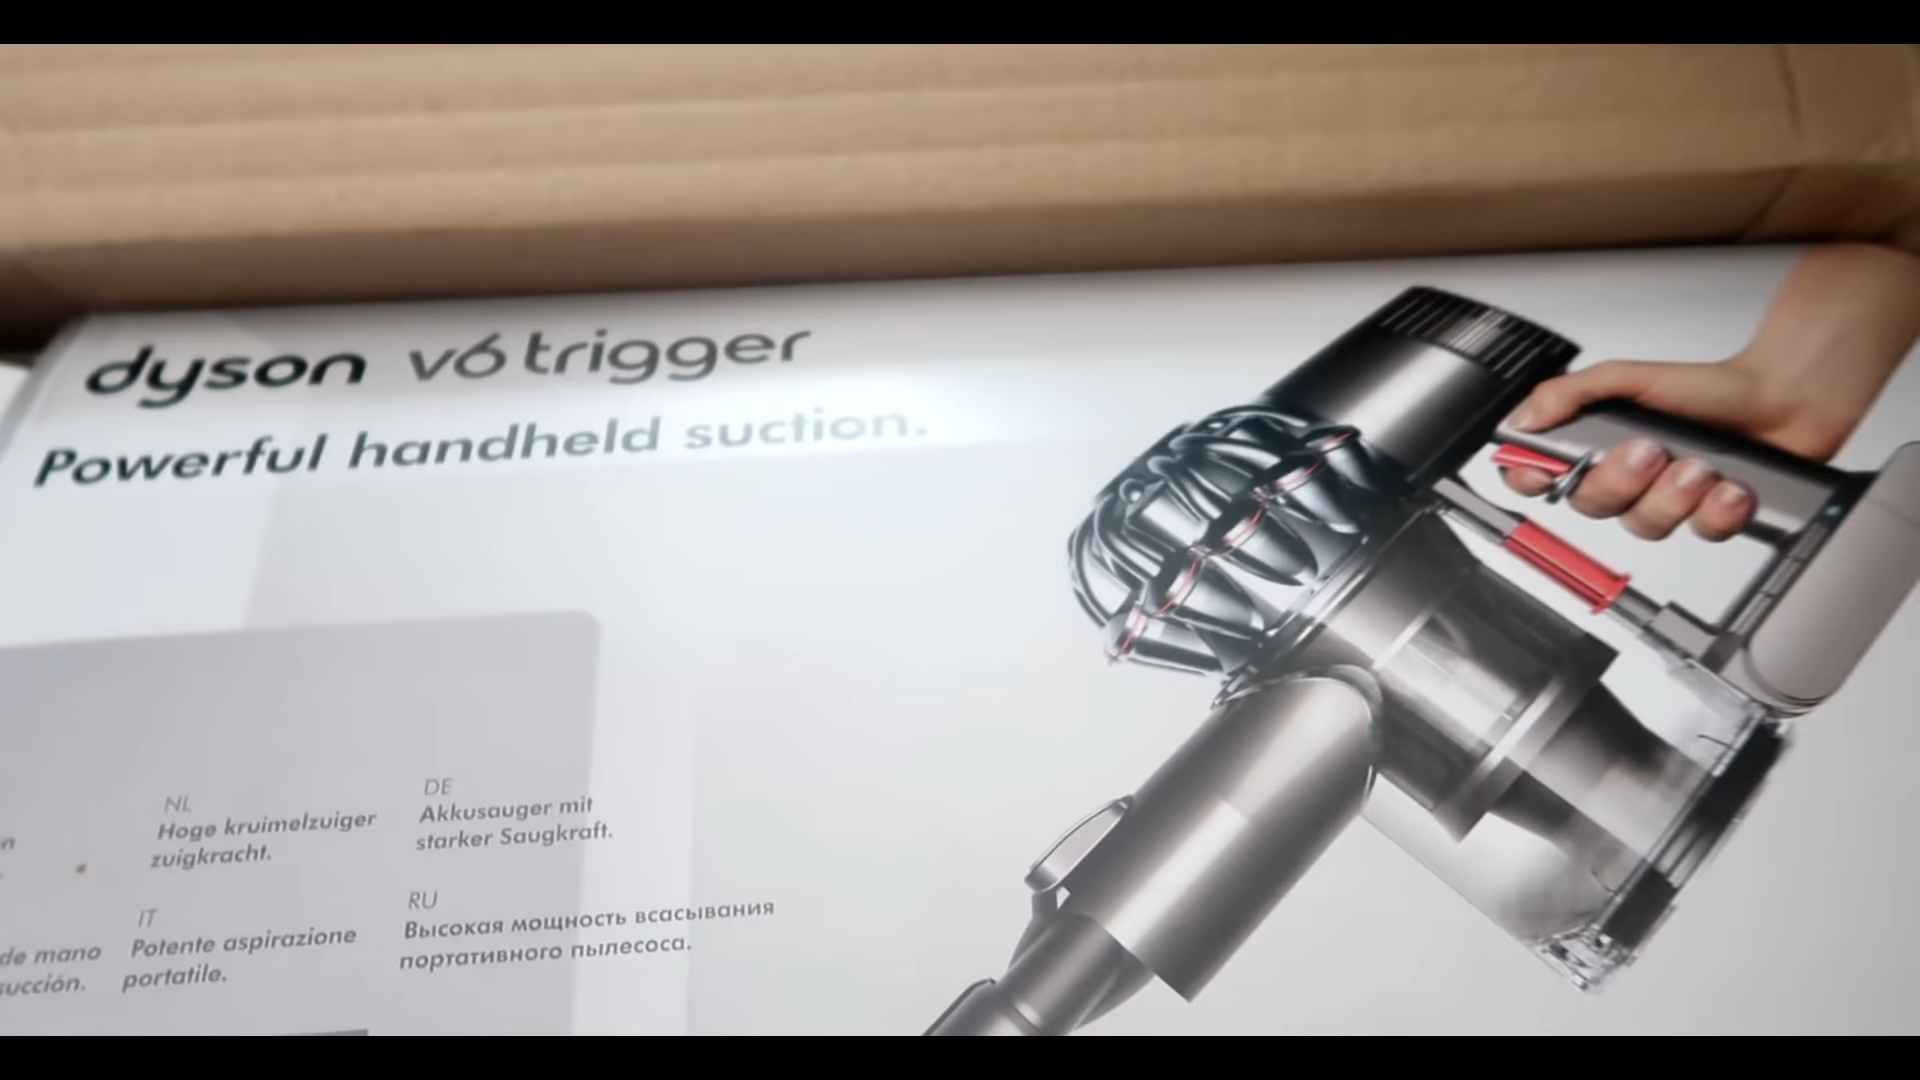 dyson v6 trigger
Powerful handheld suction.
NL
Hoge kruimelzuiger
zuigkracht.
DE
Akkusauger mit
starker Saugkraft.
de mano
succión.
IT
Potente aspirazione
portatile.
RU
Высокая мощность всасывания
портативного пылесоса.